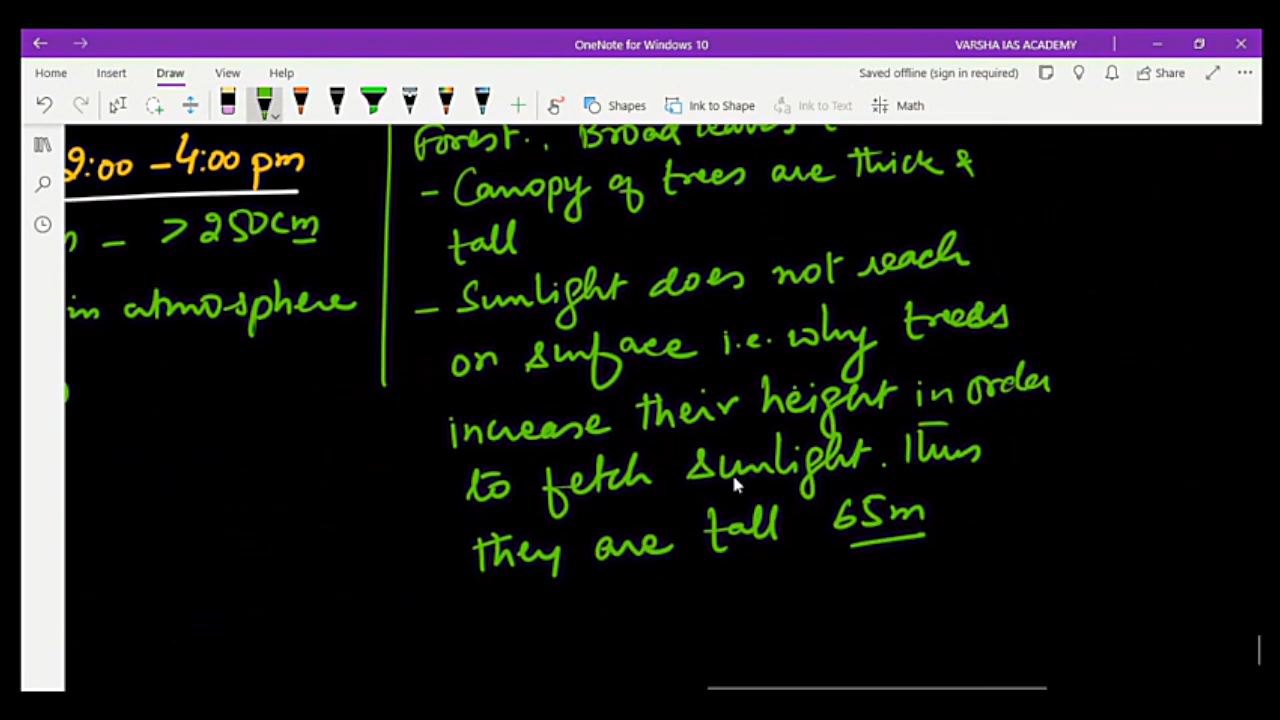 OneNote for Windows 10
VARSHA IAS ACADEMY
Home Insert Draw View Help
Saved offline (sign in required)
Share
Shapes
Ink to Shape
Ink to Text
Math
:00 - 4:00 pm
- > 250cm
in atmosphere
Forest., Broad leaves
- Canopy of trees are thick &
tall
- Sunlight does not reach
on surface i.e. why trees
increase their height in order
to fetch sunlight. Thus
they are tall 65m